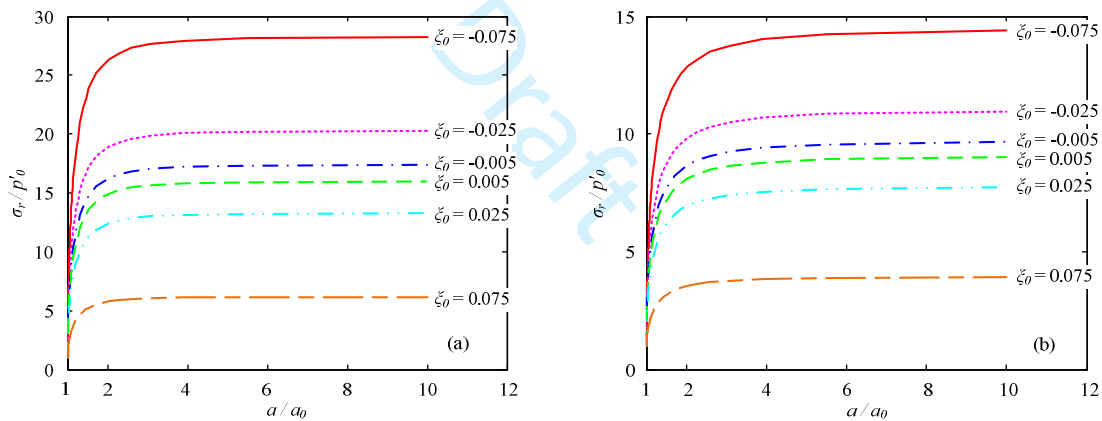 30
25
20
15
10
5
0
σr/p′0
ξ0 = -0.075
ξ0 = -0.025
ξ0 = -0.005
ξ0 = 0.005
ξ0 = 0.025
ξ0 = 0.075
(a)
1 2 4 6 8 10 12
a/a0
Draft
15
10
5
0
σr/p′0
ξ0 = -0.075
ξ0 = -0.025
ξ0 = -0.005
ξ0 = 0.005
ξ0 = 0.025
ξ0 = 0.075
(b)
1 2 4 6 8 10 12
a/a0